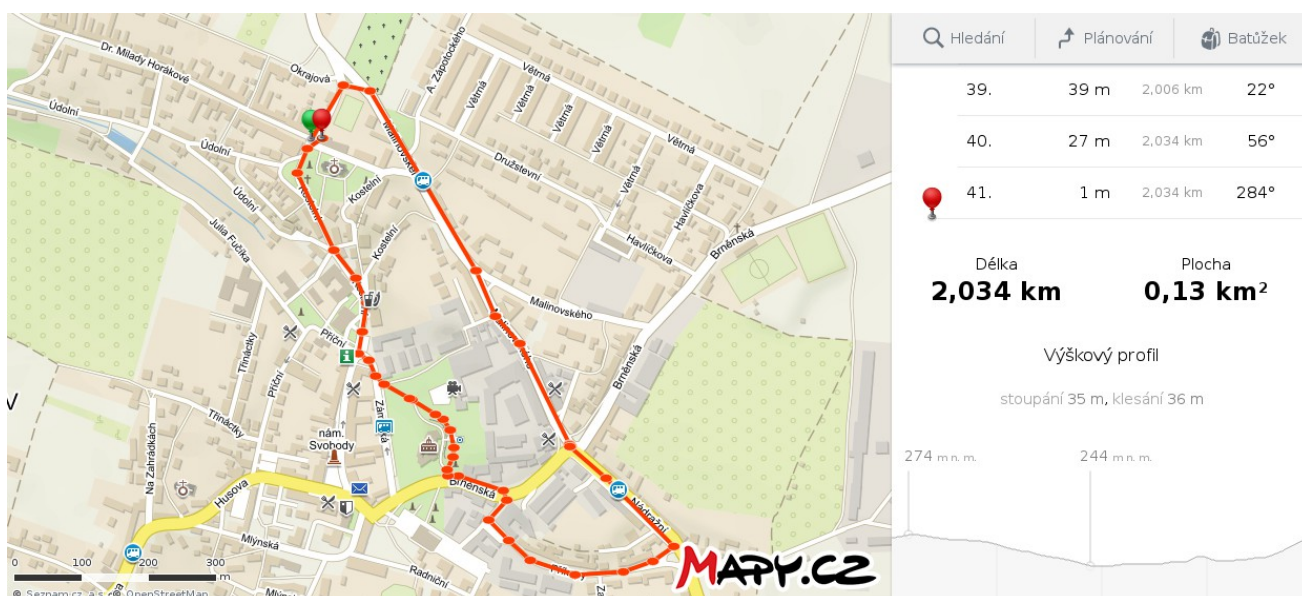 Hledání
Plánování
Batůžek
39. 39 m 2,006 km 22°
40. 27 m 2,034 km 56°
41. 1 m 2,034 km 284°
Délka
2,034 km
Plocha
0,13 km²
Výškový profil
stoupání 35 m, klesání 36 m
274 m n. m.
244 m n. m.
Dr. Milady Horákové
Okrajová
A. Zápotockého
Větrná
Větrná
Větrná
Větrná
Větrná
Větrná
Údolní
Údolní
Údolní
Malinovského
Družstevní
Kostelní
Kostelní
Havlíčkova
Havlíčkova
Brněnská
Julia Fučíka
Malinovského
Malinovského
Příční
Příční
Třináctky
Třináctky
Brněnská
Zámecká
nám.
Svobody
Na Zahrádkách
Husova
Brněnská
Nádražní
Mlýnská
Radniční
0 100 200 300 m
MAPY.CZ
© Seznam.cz, a.s., © OpenStreetMap